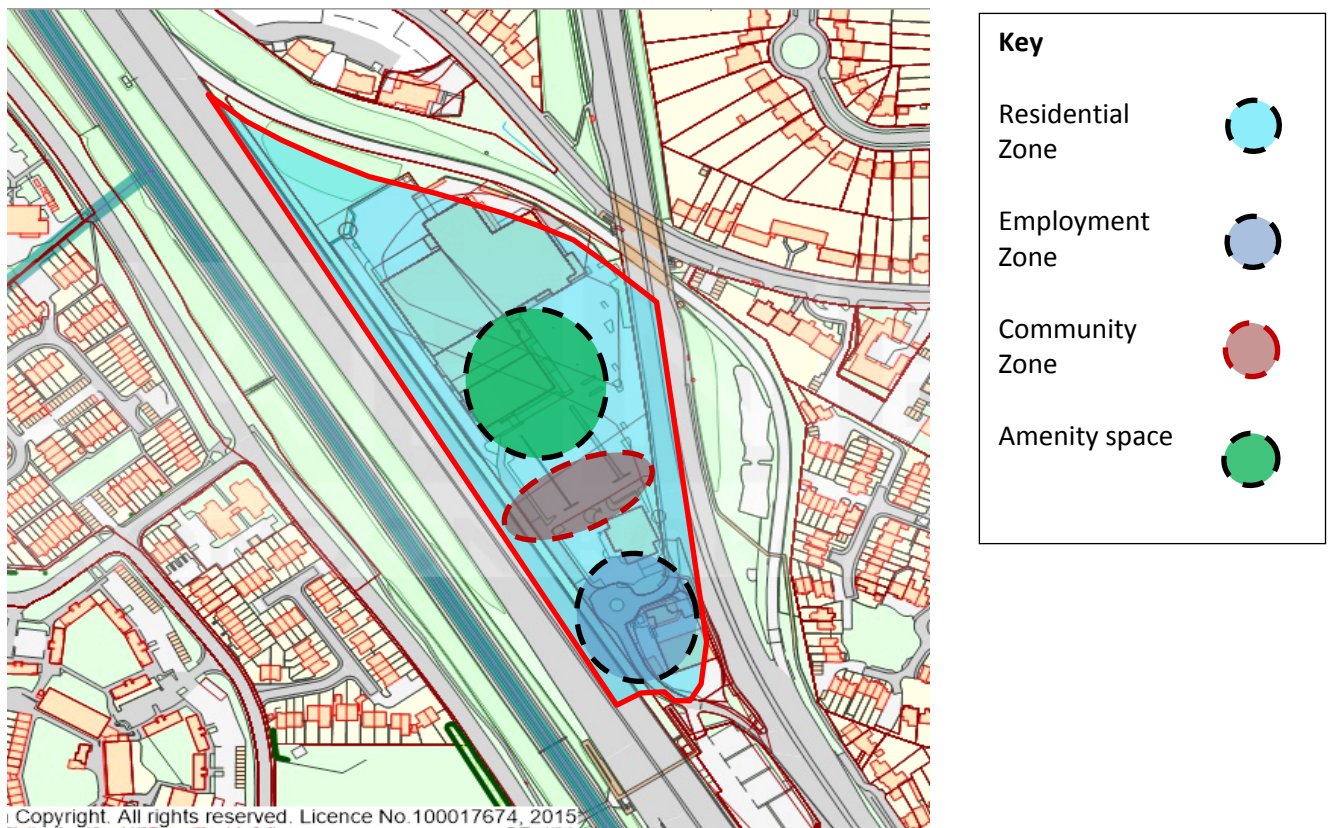 Key
Residential
Zone
Employment
Zone
Community
Zone
Amenity space
Copyright. All rights reserved. Licence No.100017674, 2015